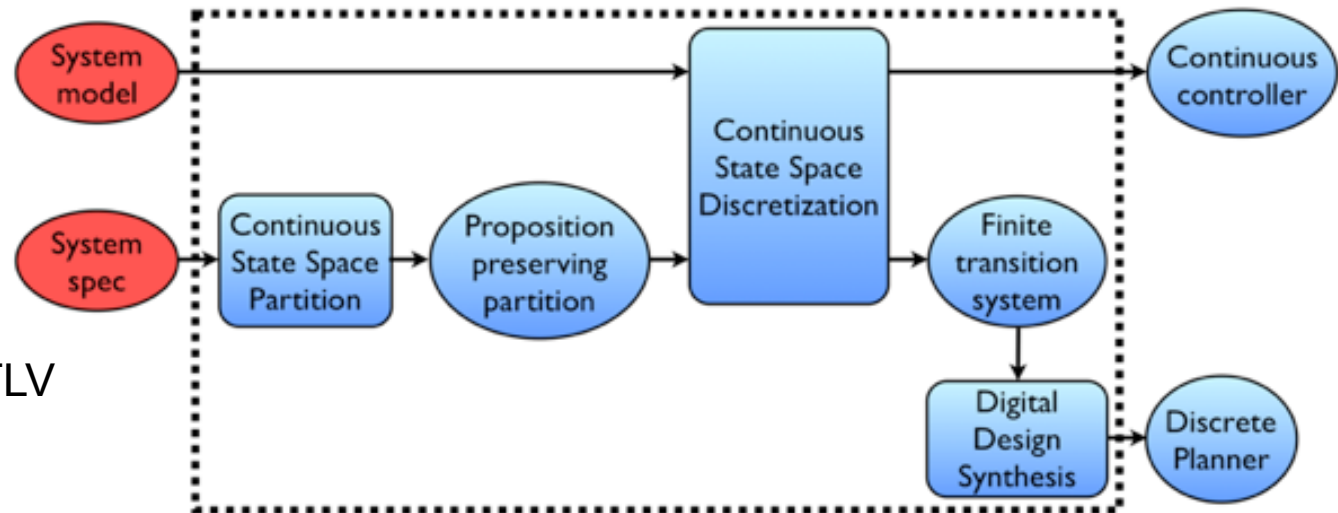 System
model
Continuous
State Space
Discretization
Continuous
controller
System
spec
Continuous
State Space
Partition
Proposition
preserving
partition
Finite
transition
system
TLV
Digital
Design
Synthesis
Discrete
Planner